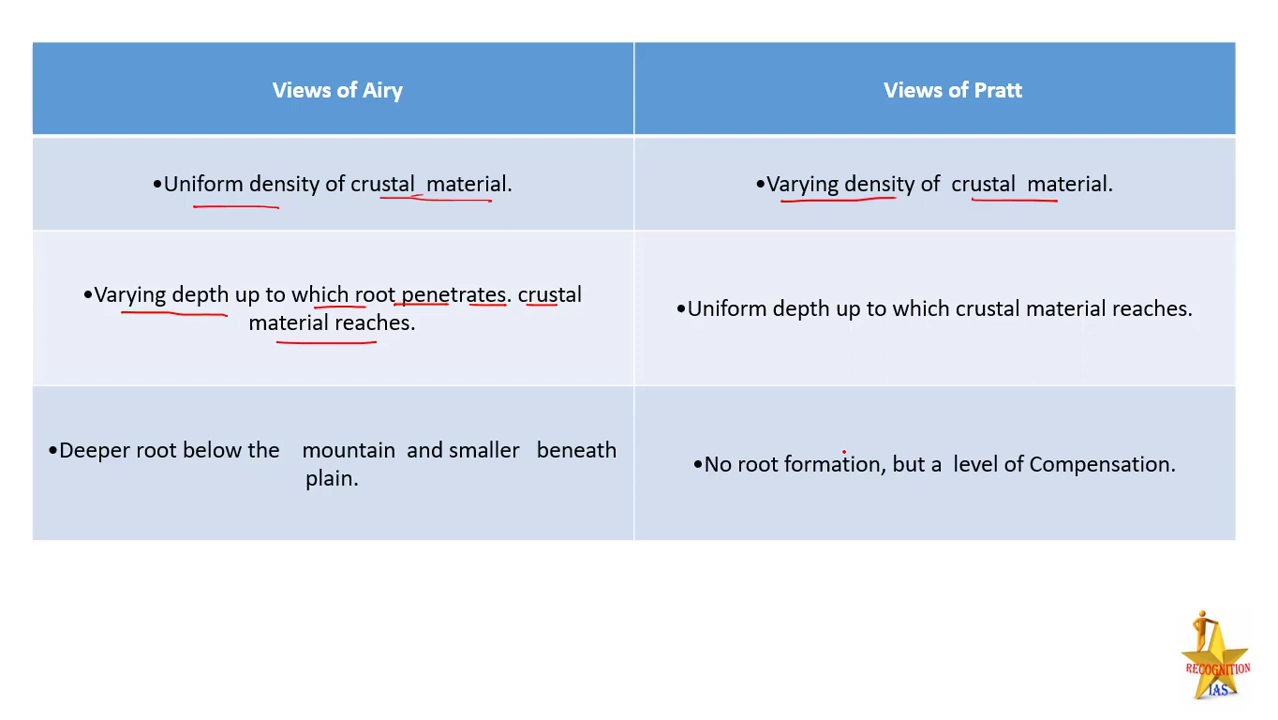 Views of Airy
Views of Pratt
•Uniform density of crustal material.
•Varying density of crustal material.
•Varying depth up to which root penetrates. crustal
material reaches.
•Uniform depth up to which crustal material reaches.
•Deeper root below the mountain and smaller beneath
plain.
•No root formation, but a level of Compensation.
RECOGNITION
IAS